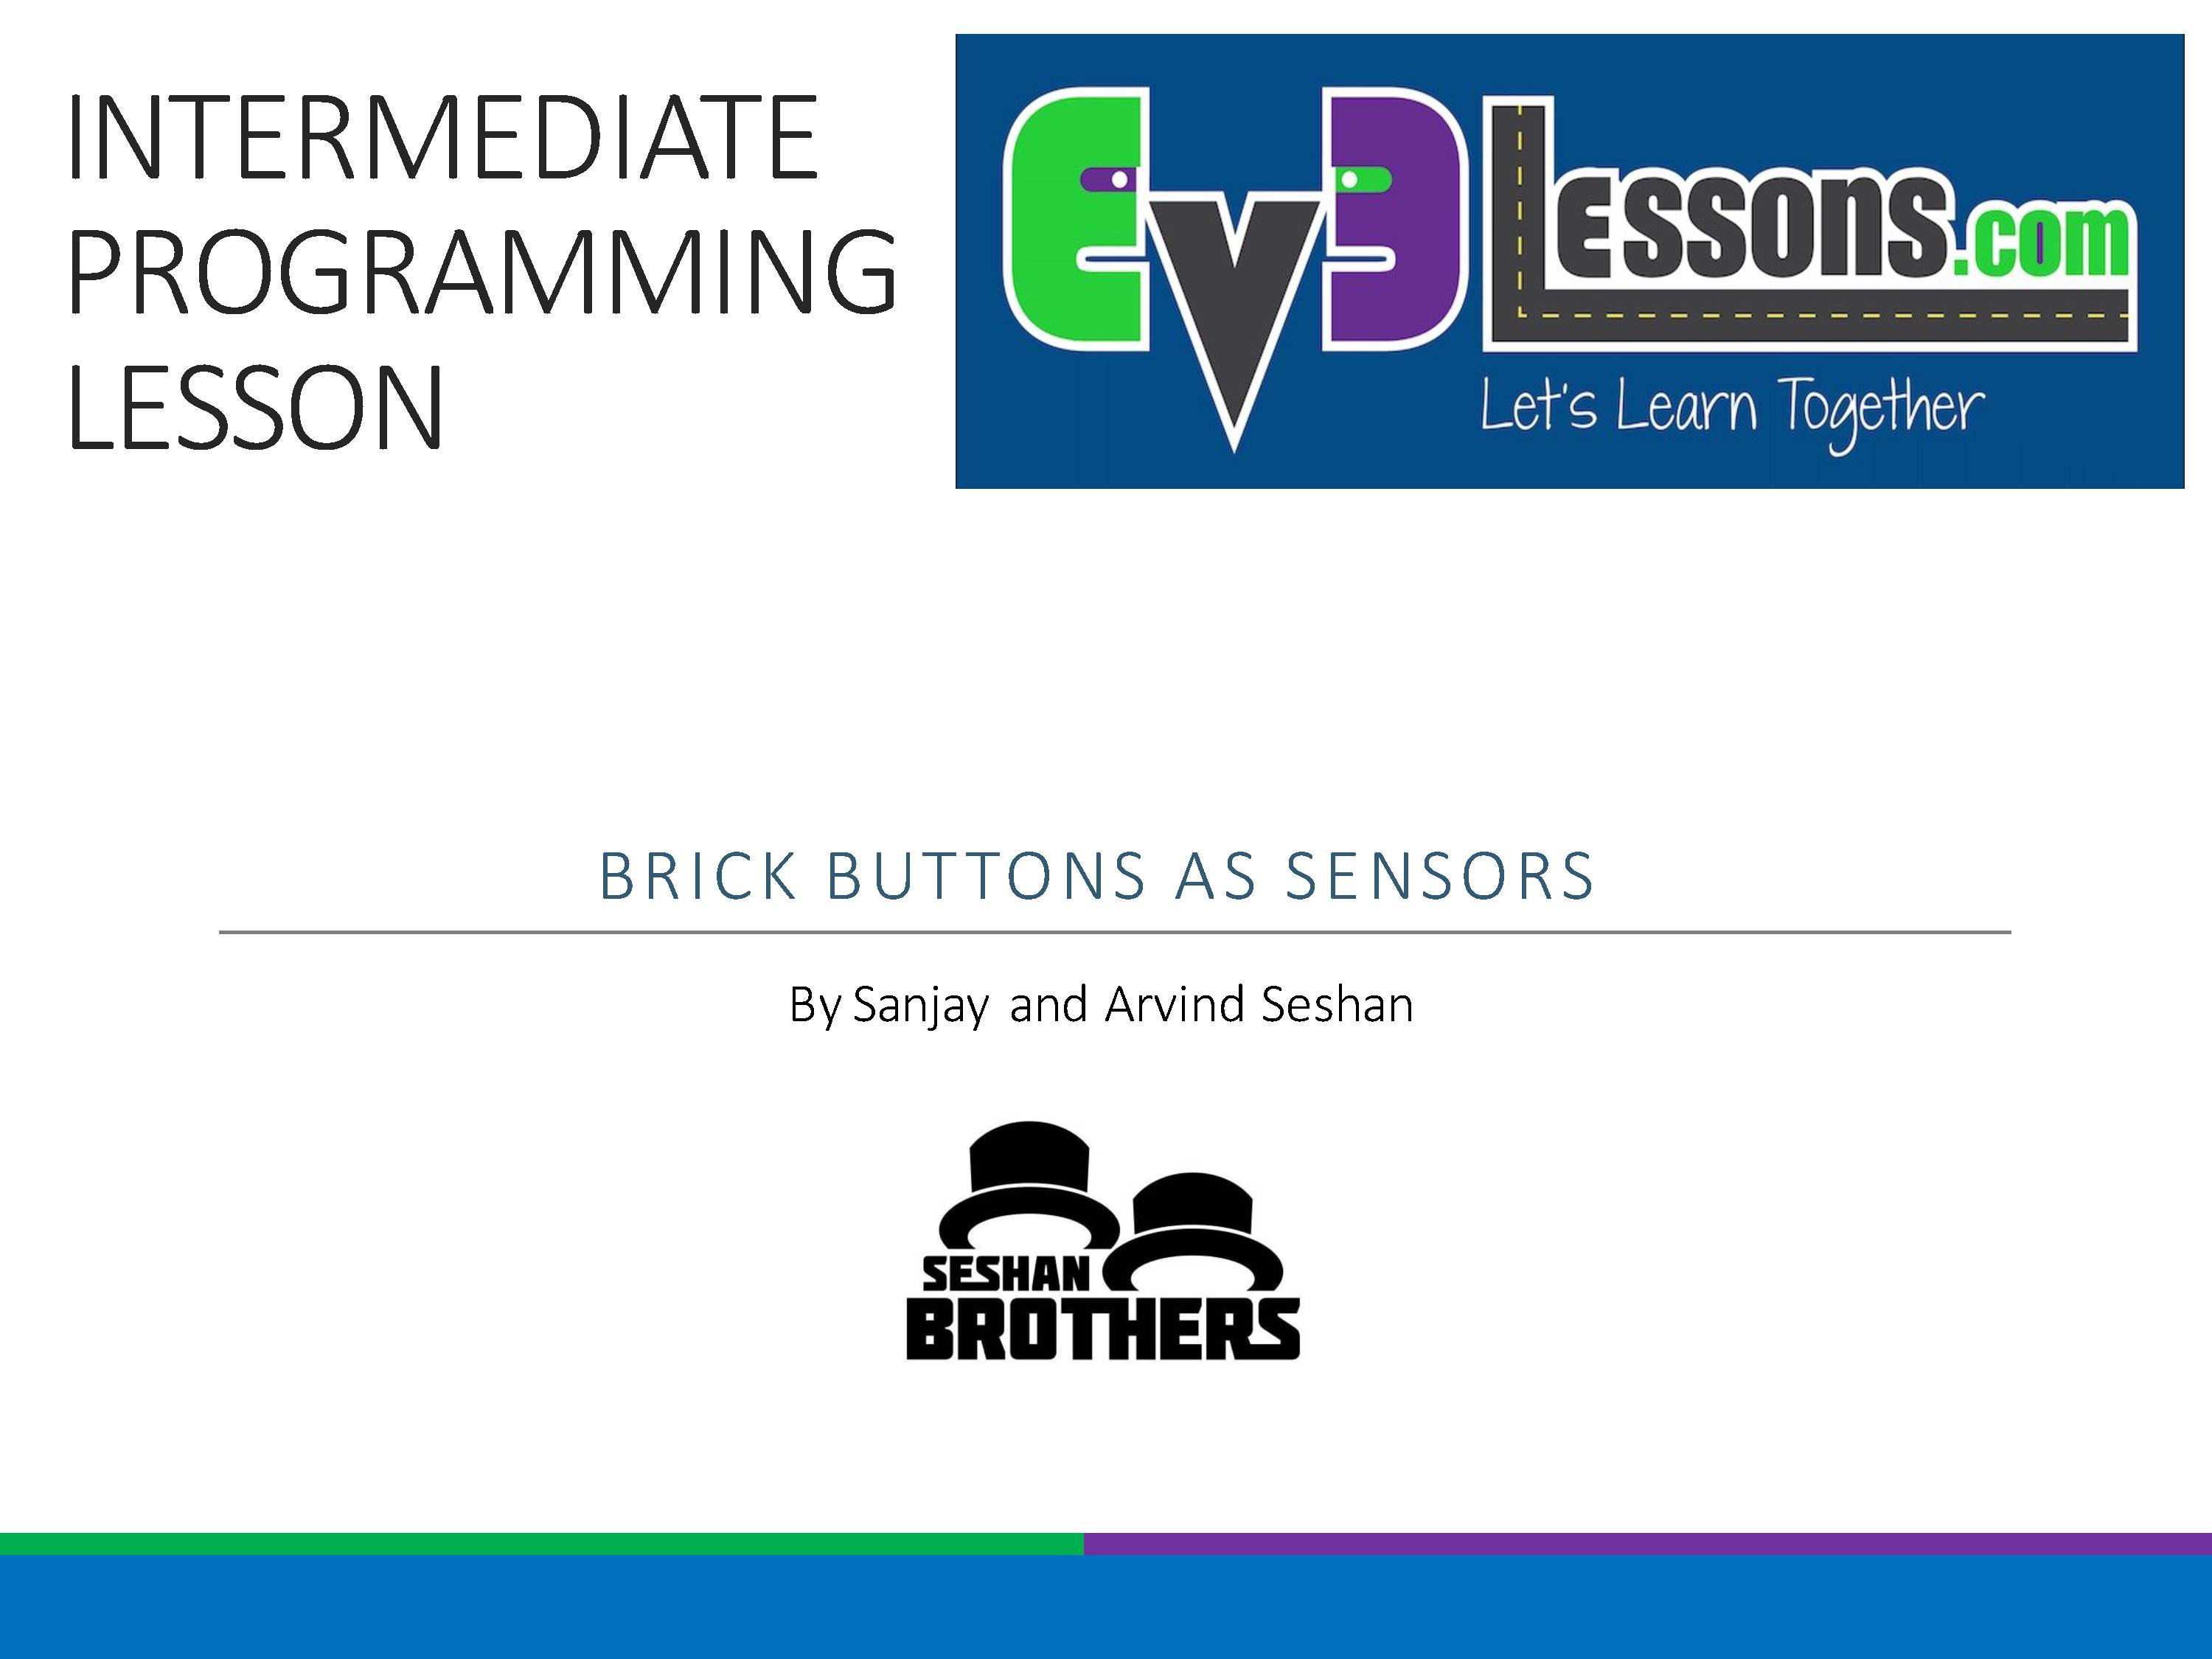 INTERMEDIATE
PROGRAMMING
LESSON
EV3 Lessons.com
Let's Learn Together
BRICK BUTTONS AS SENSORS
By Sanjay and Arvind Seshan
SESHAN
BROTHERS